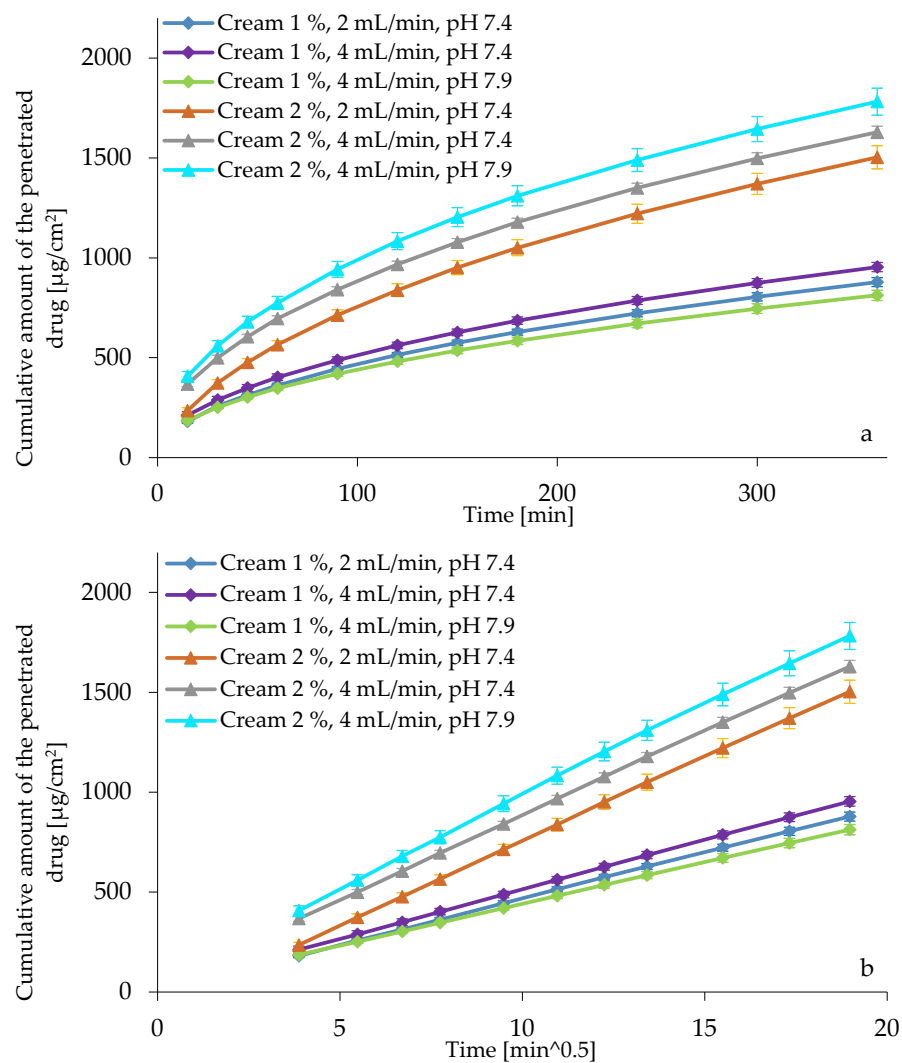 Cumulative amount of the penetrated
drug [µg/cm²]
2000
1500
1000
500
0
Cream 1 %, 2 mL/min, pH 7.4
Cream 1 %, 4 mL/min, pH 7.4
Cream 1 %, 4 mL/min, pH 7.9
Cream 2 %, 2 mL/min, pH 7.4
Cream 2 %, 4 mL/min, pH 7.4
Cream 2 %, 4 mL/min, pH 7.9
a
0 100 200 300
Time [min]
Cumulative amount of the penetrated
drug [µg/cm²]
2000
1500
1000
500
0
Cream 1 %, 2 mL/min, pH 7.4
Cream 1 %, 4 mL/min, pH 7.4
Cream 1 %, 4 mL/min, pH 7.9
Cream 2 %, 2 mL/min, pH 7.4
Cream 2 %, 4 mL/min, pH 7.4
Cream 2 %, 4 mL/min, pH 7.9
b
0 5 10 15 20
Time [min^0.5]